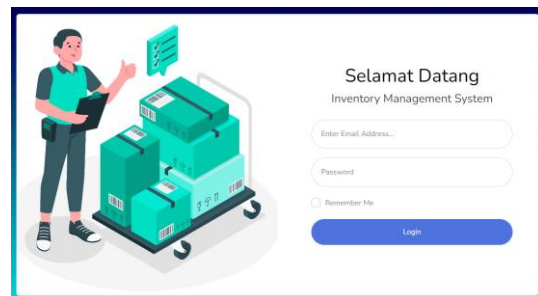 Selamat Datang
Inventory Management System
Enter Email Address...
Password
Remember Me
Login